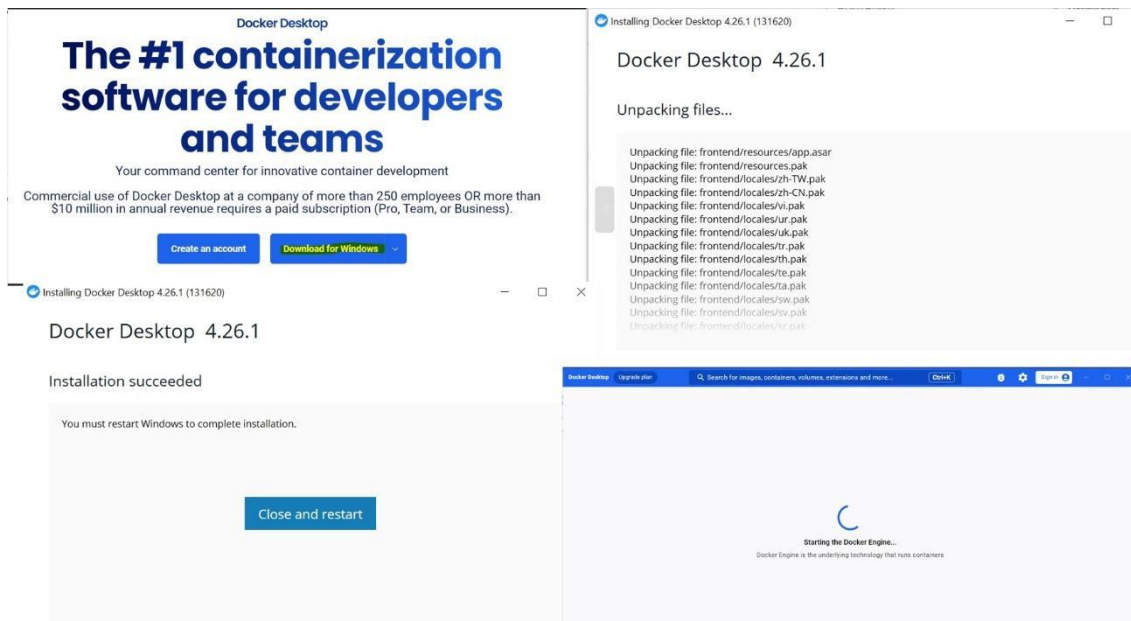 Docker Desktop
The #1 containerization
software for developers
and teams
Your command center for innovative container development
Commercial use of Docker Desktop at a company of more than 250 employees OR more than
$10 million in annual revenue requires a paid subscription (Pro, Team, or Business).
Create an account
Download for Windows
Installing Docker Desktop 4.26.1 (131620)
Docker Desktop 4.26.1
Unpacking files...
Unpacking file: frontend/resources/app.asar
Unpacking file: frontend/resources.pak
Unpacking file: frontend/locales/zh-TW.pak
Unpacking file: frontend/locales/zh-CN.pak
Unpacking file: frontend/locales/vi.pak
Unpacking file: frontend/locales/ur.pak
Unpacking file: frontend/locales/uk.pak
Unpacking file: frontend/locales/tr.pak
Unpacking file: frontend/locales/th.pak
Unpacking file: frontend/locales/te.pak
Unpacking file: frontend/locales/ta.pak
Unpacking file: frontend/locales/sw.pak
Unpacking file: frontend/locales/sv.pak
Unpacking file: frontend/locales/sr.pak
Installing Docker Desktop 4.26.1 (131620)
Docker Desktop 4.26.1
Installation succeeded
You must restart Windows to complete installation.
Close and restart
Docker Desktop
Upgrade plan
Search for images, containers, volumes, extensions and more...
Ctrl+K
Sign in
Starting the Docker Engine...
Docker Engine is the underlying technology that runs containers